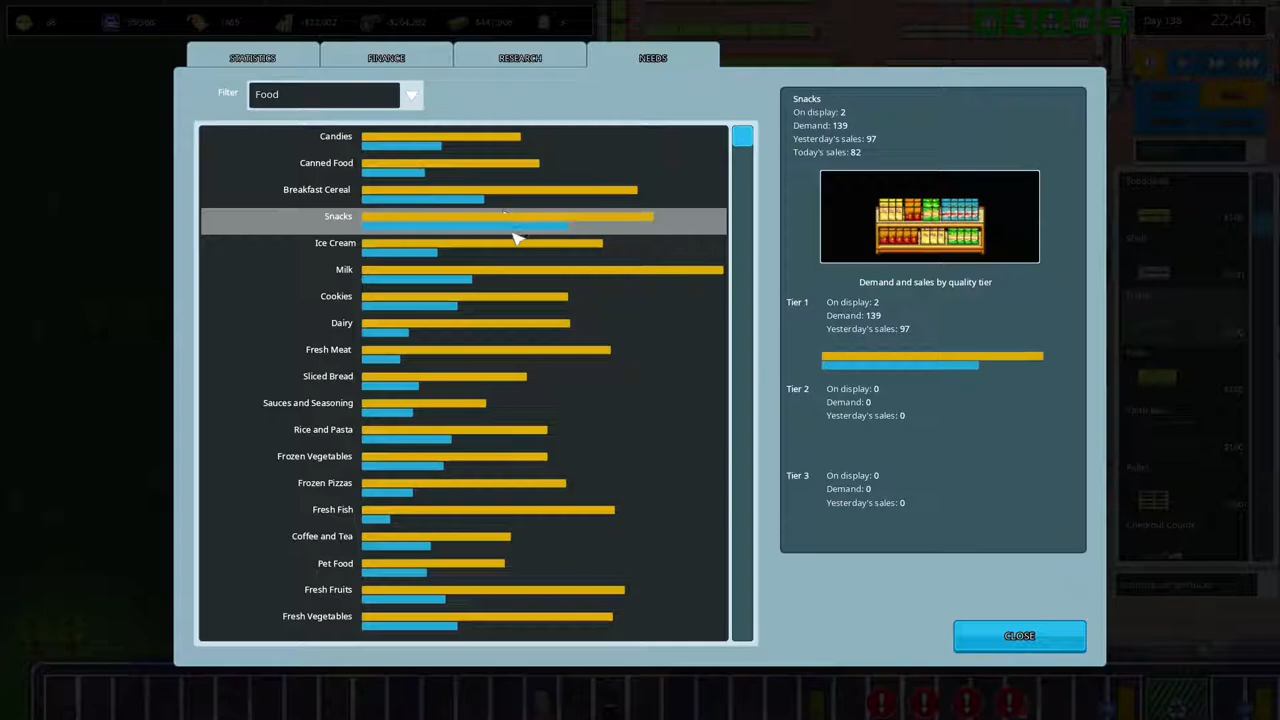 Day 138
22:46
STATISTICS
FINANCE
RESEARCH
NEEDS
Filter
Food
Candies
Canned Food
Breakfast Cereal
Snacks
Ice Cream
Milk
Cookies
Dairy
Fresh Meat
Sliced Bread
Sauces and Seasoning
Rice and Pasta
Frozen Vegetables
Frozen Pizzas
Fresh Fish
Coffee and Tea
Pet Food
Fresh Fruits
Fresh Vegetables
Snacks
On display: 2
Demand: 139
Yesterday's sales: 97
Today's sales: 82
Demand and sales by quality tier
Tier 1
On display: 2
Demand: 139
Yesterday's sales: 97
Tier 2
On display: 0
Demand: 0
Yesterday's sales: 0
Tier 3
On display: 0
Demand: 0
Yesterday's sales: 0
CLOSE
Checkout Counter